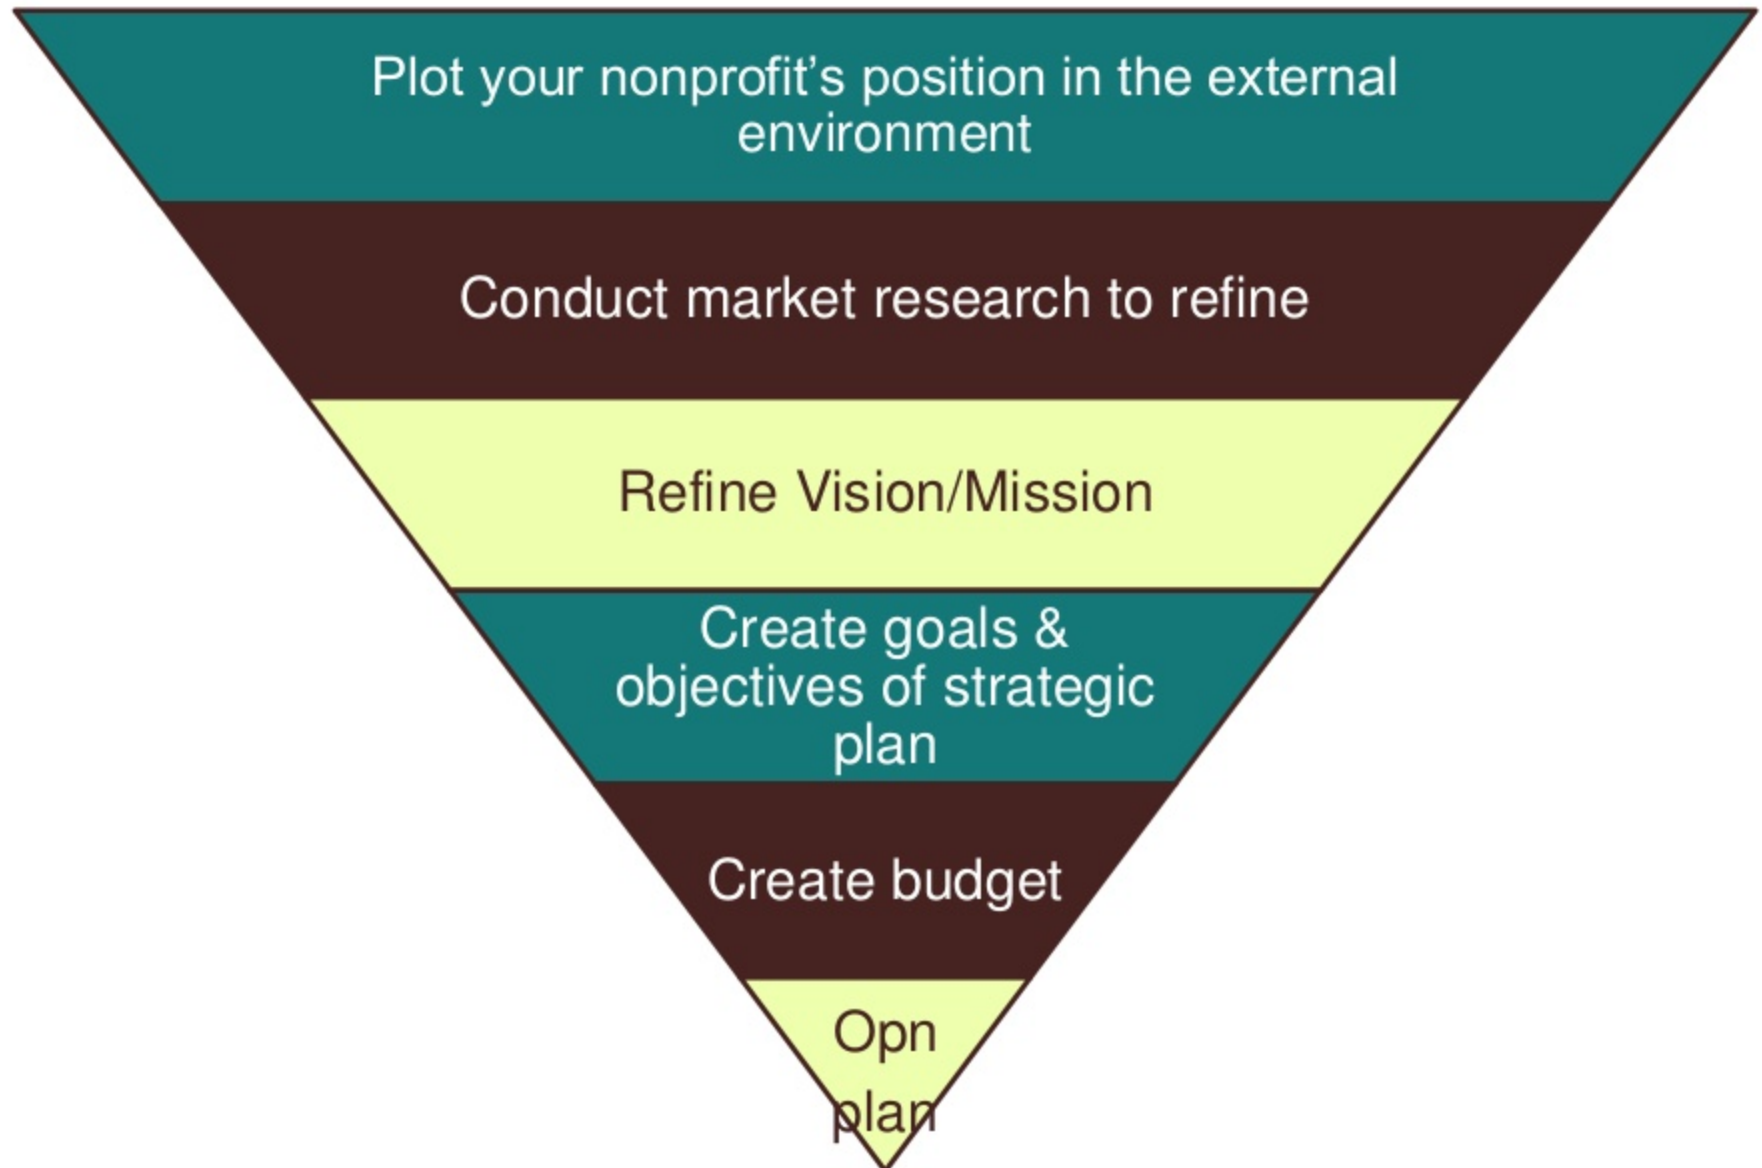 Plot your nonprofit’s position in the external
environment
Conduct market research to refine
Refine Vision/Mission
Create goals &
objectives of strategic
plan
Create budget
Opn
plan